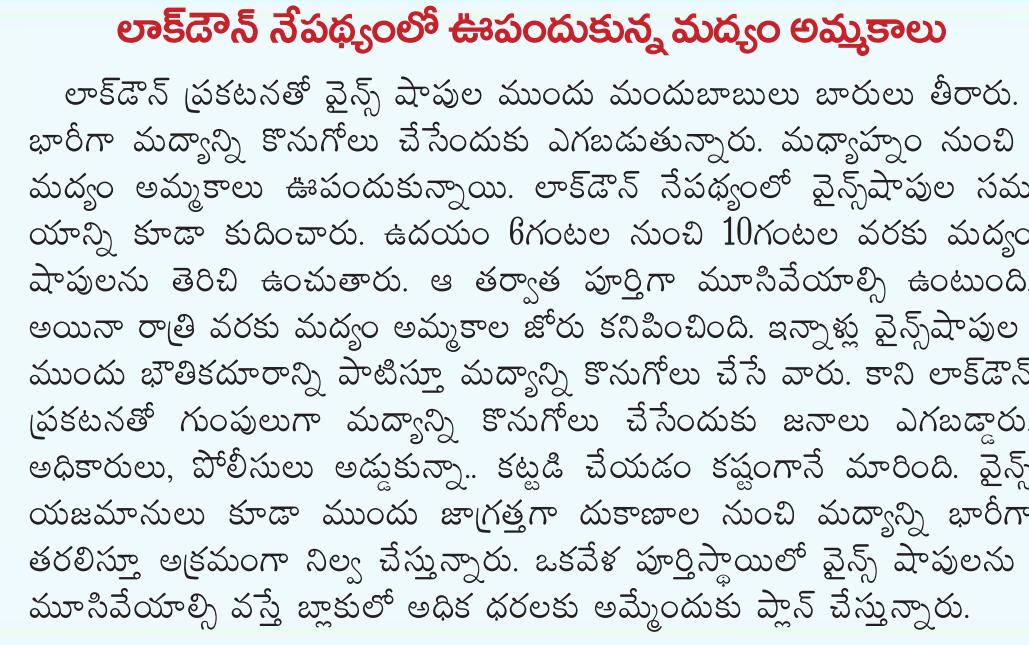 లాక్‌డౌన్ నేపథ్యంలో ఊపందుకున్న మద్యం అమ్మకాలు
లాక్‌డౌన్ ప్రకటనతో వైన్స్ షాపుల ముందు మందుబాబులు బారులు తీరారు.
భారీగా మద్యాన్ని కొనుగోలు చేసేందుకు ఎగబడుతున్నారు. మధ్యాహ్నం నుంచి
మద్యం అమ్మకాలు ఊపందుకున్నాయి. లాక్‌డౌన్ నేపథ్యంలో వైన్స్‌షాపుల సమ
యాన్ని కూడా కుదించారు. ఉదయం 6గంటల నుంచి 10గంటల వరకు మద్యం
షాపులను తెరిచి ఉంచుతారు. ఆ తర్వాత పూర్తిగా మూసివేయాల్సి ఉంటుంది.
అయినా రాత్రి వరకు మద్యం అమ్మకాల జోరు కనిపించింది. ఇన్నాళ్లు వైన్స్‌షాపుల
ముందు భౌతికదూరాన్ని పాటిస్తూ మద్యాన్ని కొనుగోలు చేసే వారు. కాని లాక్‌డౌన్
ప్రకటనతో గుంపులుగా మద్యాన్ని కొనుగోలు చేసేందుకు జనాలు ఎగబడ్డారు.
అధికారులు, పోలీసులు అడ్డుకున్నా.. కట్టడి చేయడం కష్టంగానే మారింది. వైన్స్
యజమానులు కూడా ముందు జాగ్రత్తగా దుకాణాల నుంచి మద్యాన్ని భారీగా
తరలిస్తూ అక్రమంగా నిల్వ చేస్తున్నారు. ఒకవేళ పూర్తిస్థాయిలో వైన్స్ షాపులను
మూసివేయాల్సి వస్తే బ్లాకులో అధిక ధరలకు అమ్మేందుకు ప్లాన్ చేస్తున్నారు.